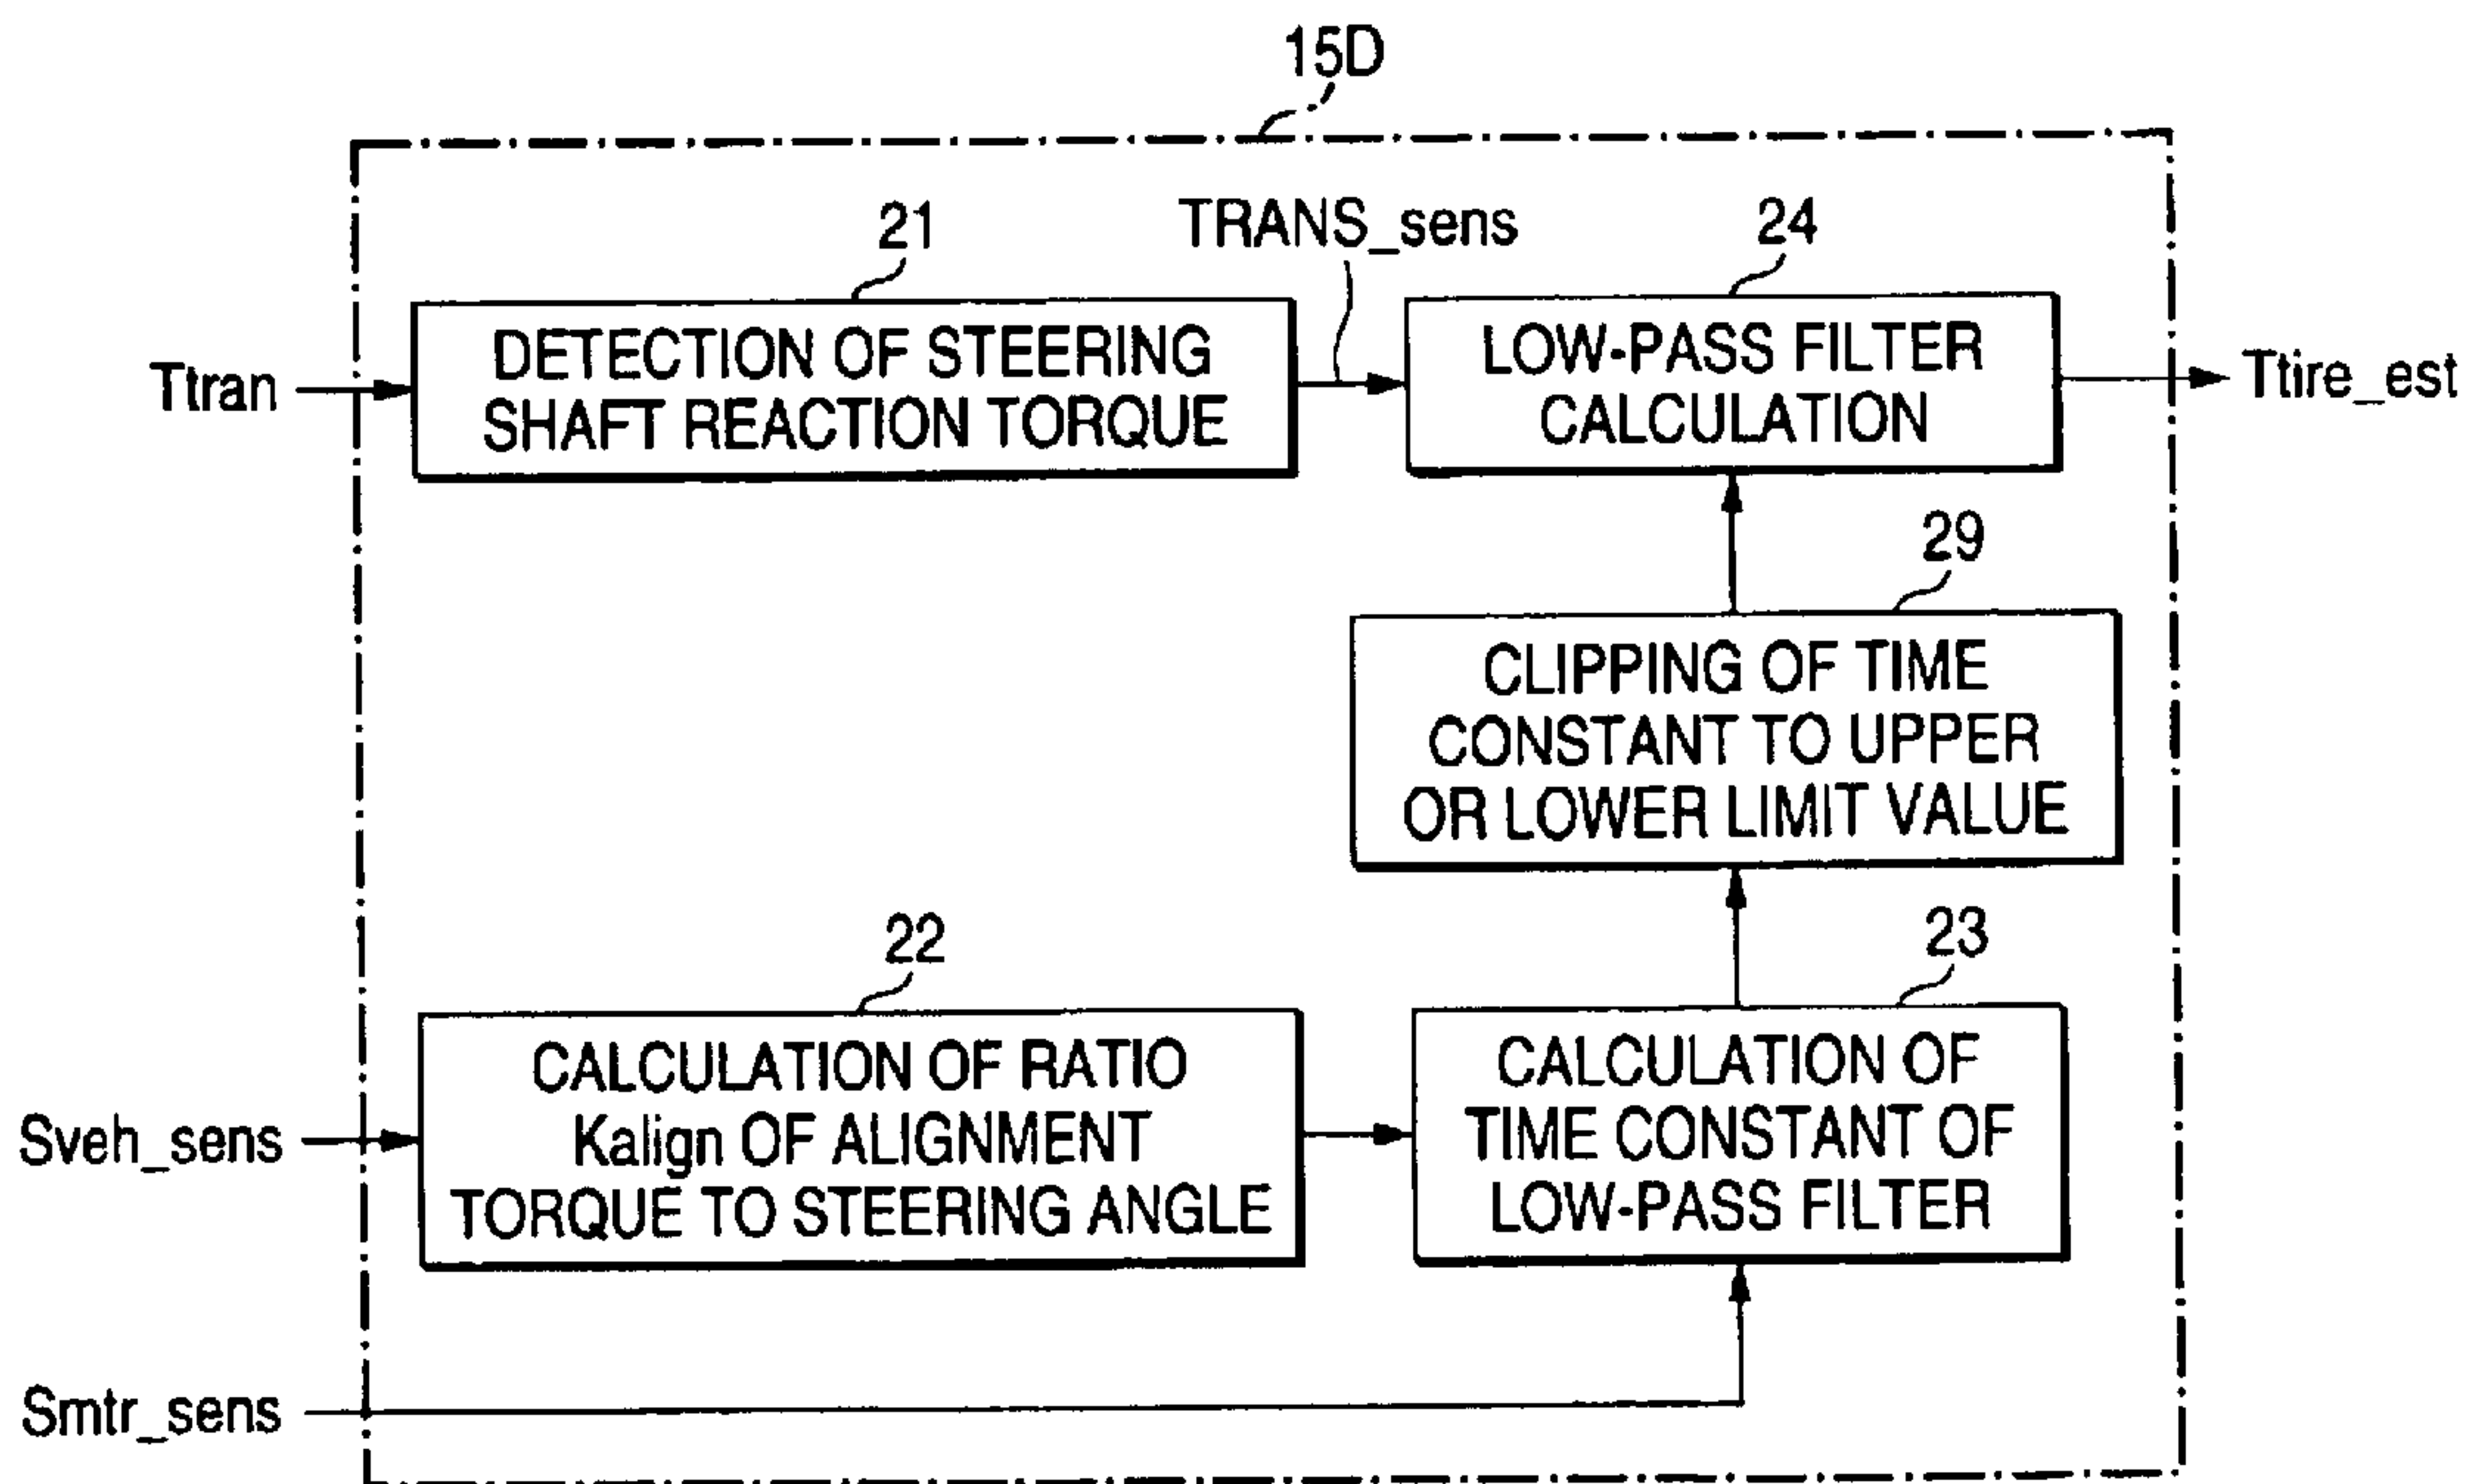 15D
21
TRANS_sens
24
Ttran
DETECTION OF STEERING
SHAFT REACTION TORQUE
LOW-PASS FILTER
CALCULATION
Ttire_est
29
CLIPPING OF TIME
CONSTANT TO UPPER
OR LOWER LIMIT VALUE
22
23
Sveh_sens
CALCULATION OF RATIO
Kalign OF ALIGNMENT
TORQUE TO STEERING ANGLE
CALCULATION OF
TIME CONSTANT OF
LOW-PASS FILTER
Smtr_sens